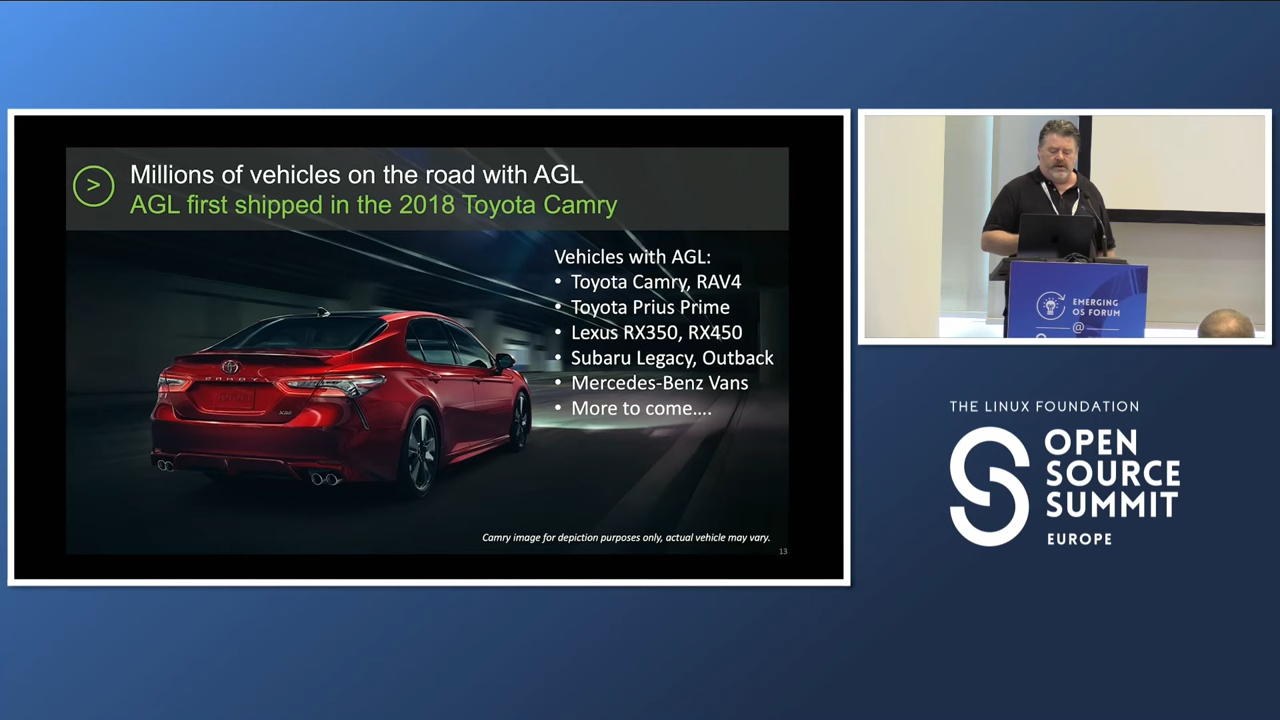 >
Millions of vehicles on the road with AGL
AGL first shipped in the 2018 Toyota Camry
Vehicles with AGL:
• Toyota Camry, RAV4
• Toyota Prius Prime
• Lexus RX350, RX450
• Subaru Legacy, Outback
• Mercedes-Benz Vans
• More to come....
CAMRY
XSE
Camry image for depiction purposes only, actual vehicle may vary.
13
EMERGING
OS FORUM
@
THE LINUX FOUNDATION
OPEN
SOURCE
SUMMIT
EUROPE